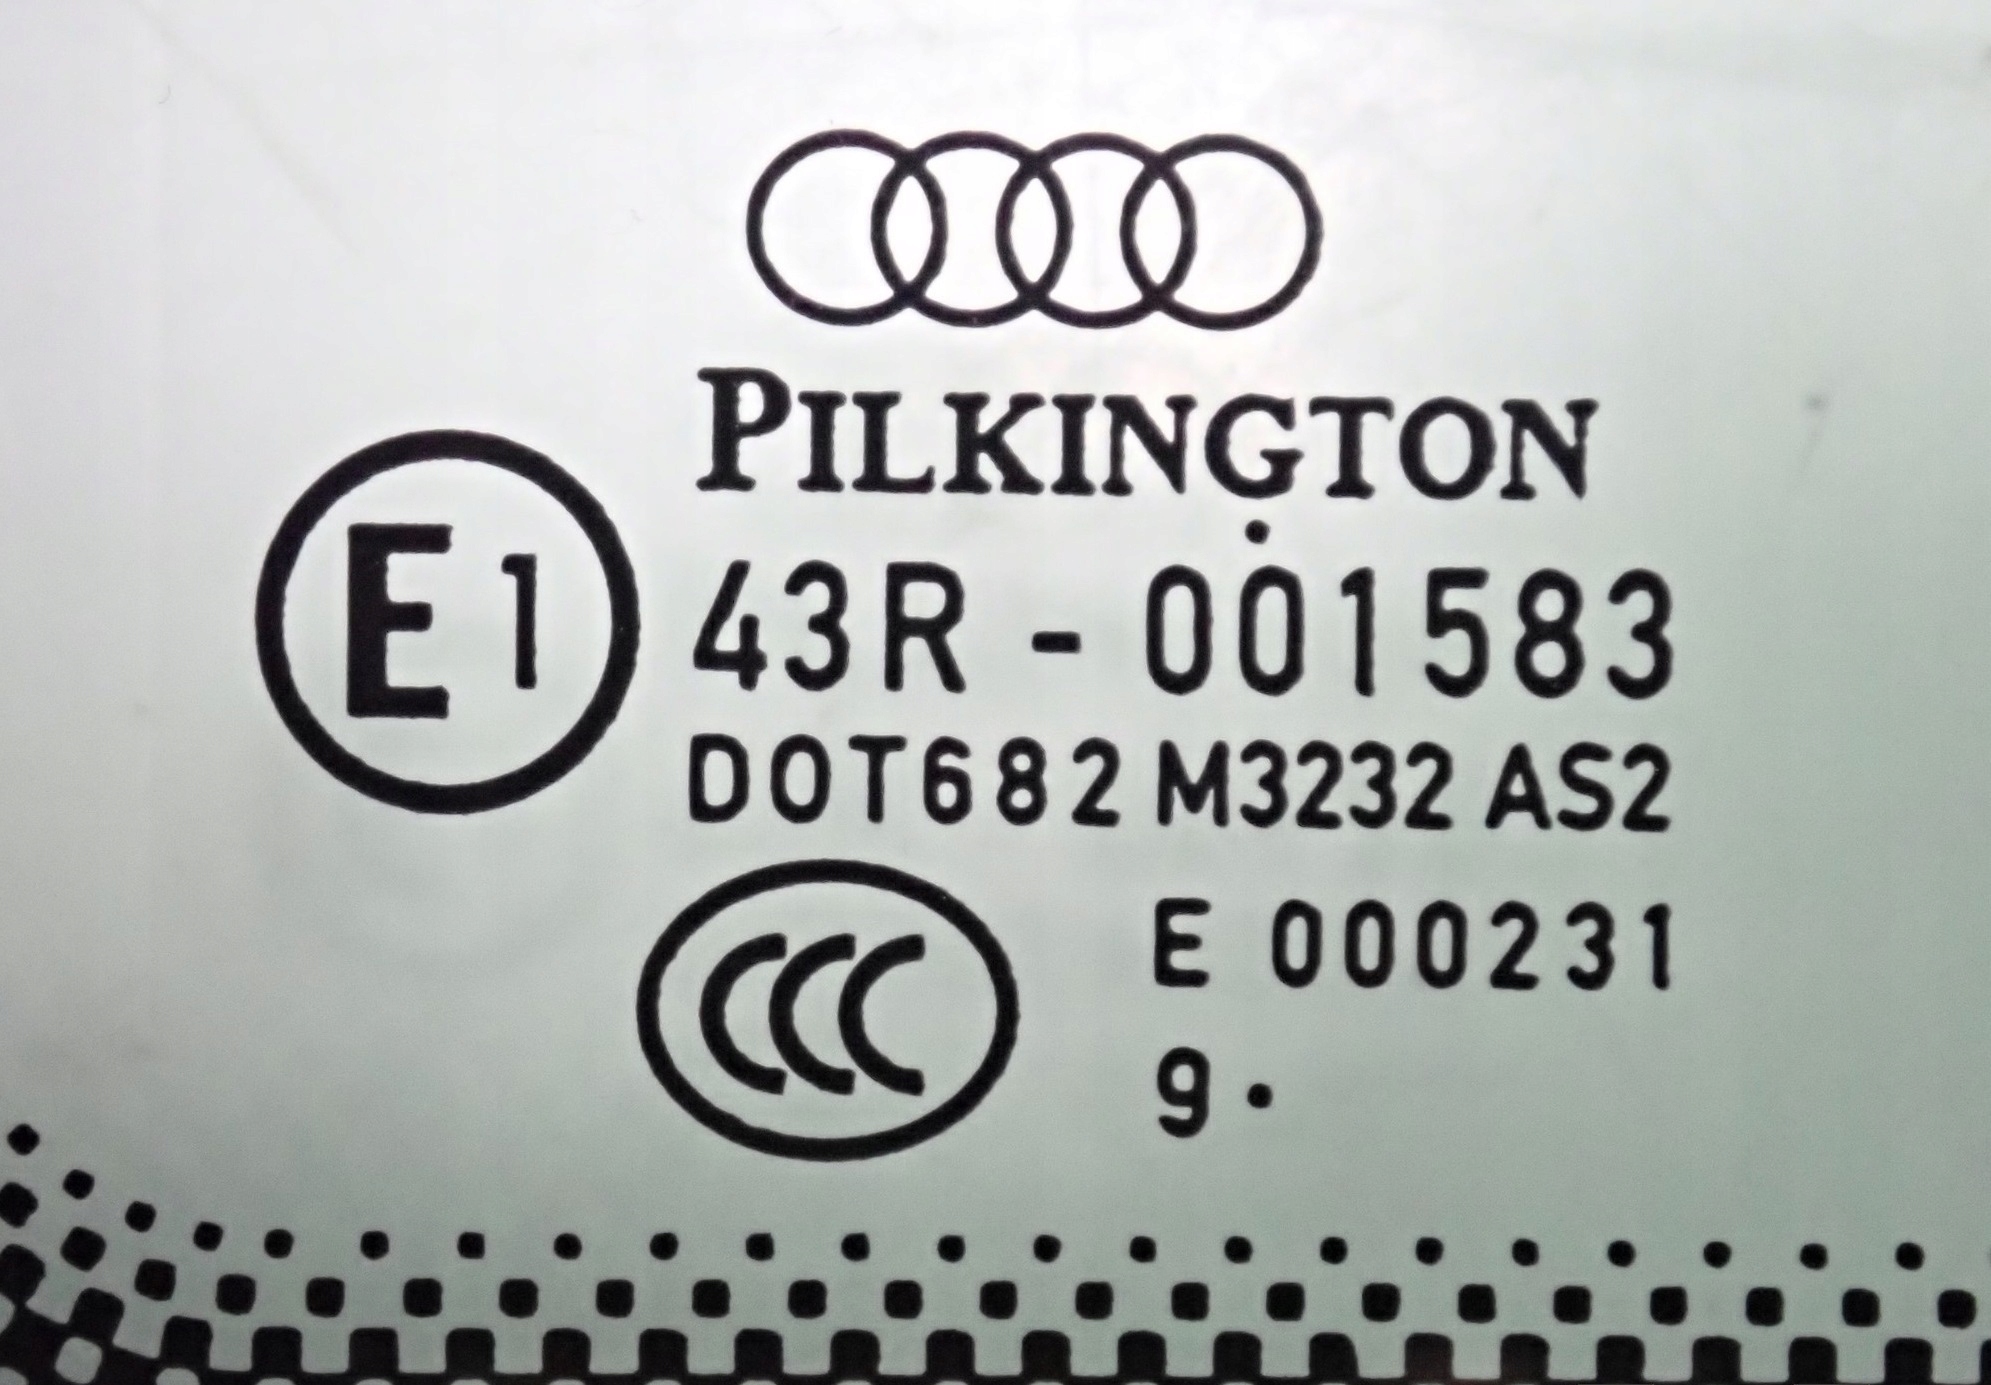 PILKINGTON
E1
43R - 001583
DOT682 M3232 AS2
CCC
E 000231
9.